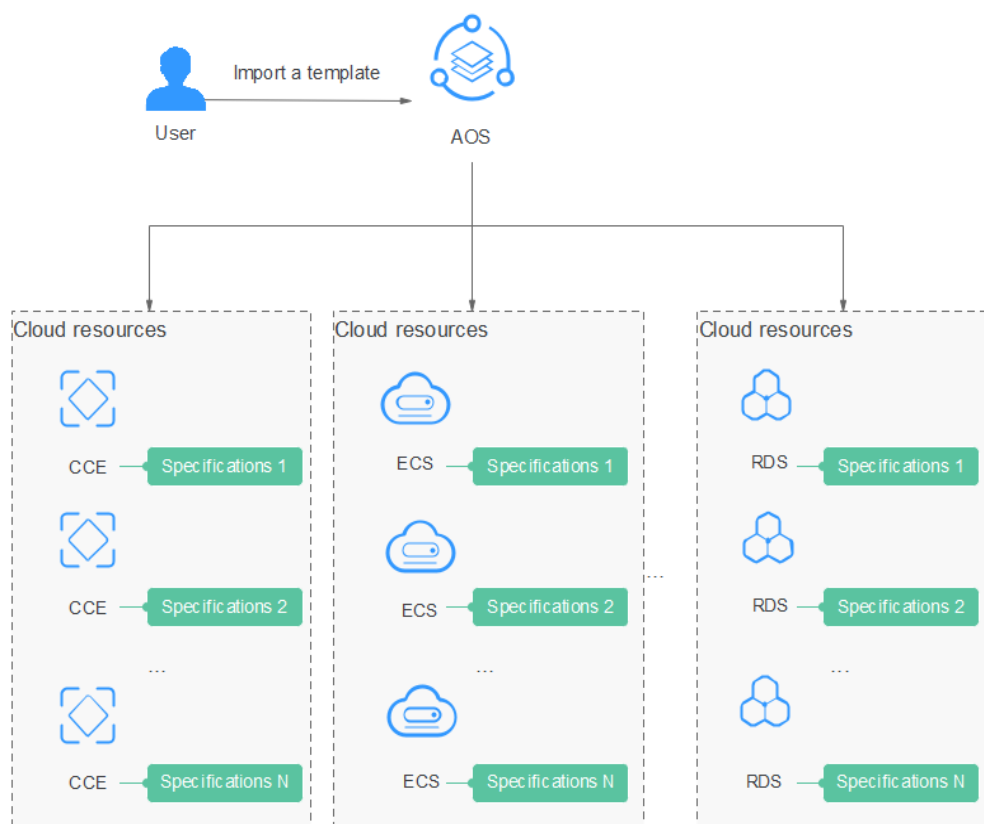 Import a template
User
AOS
Cloud resources
CCE
Specifications 1
CCE
Specifications 2
...
CCE
Specifications N
Cloud resources
ECS
Specifications 1
ECS
Specifications 2
...
ECS
Specifications N
...
Cloud resources
RDS
Specifications 1
RDS
Specifications 2
...
RDS
Specifications N